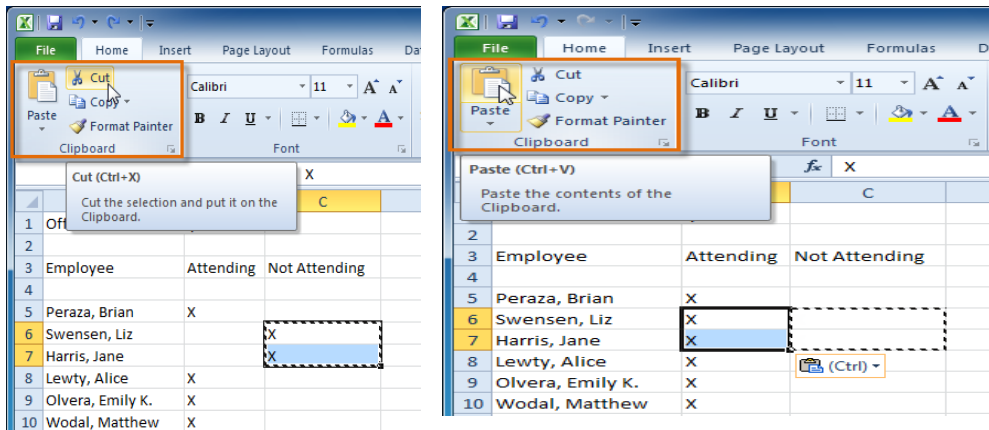 File Home Insert Page Layout Formulas
Cut
Copy
Paste
Format Painter
Clipboard
Calibri 11 A A
B I U A
Font
Cut (Ctrl+X)
Cut the selection and put it on the
Clipboard.
X
C
1
2
3 Employee Attending Not Attending
4
5 Peraza, Brian X
6 Swensen, Liz X
7 Harris, Jane X
8 Lewty, Alice X
9 Olvera, Emily K. X
10 Wodal, Matthew X
File Home Insert Page Layout Formulas
Cut
Copy
Paste
Format Painter
Clipboard
Calibri 11 A A
B I U A
Font
Paste (Ctrl+V)
Paste the contents of the
Clipboard.
fx X
C
2
3 Employee Attending Not Attending
4
5 Peraza, Brian X
6 Swensen, Liz X
7 Harris, Jane X
8 Lewty, Alice X
(Ctrl)
9 Olvera, Emily K. X
10 Wodal, Matthew X